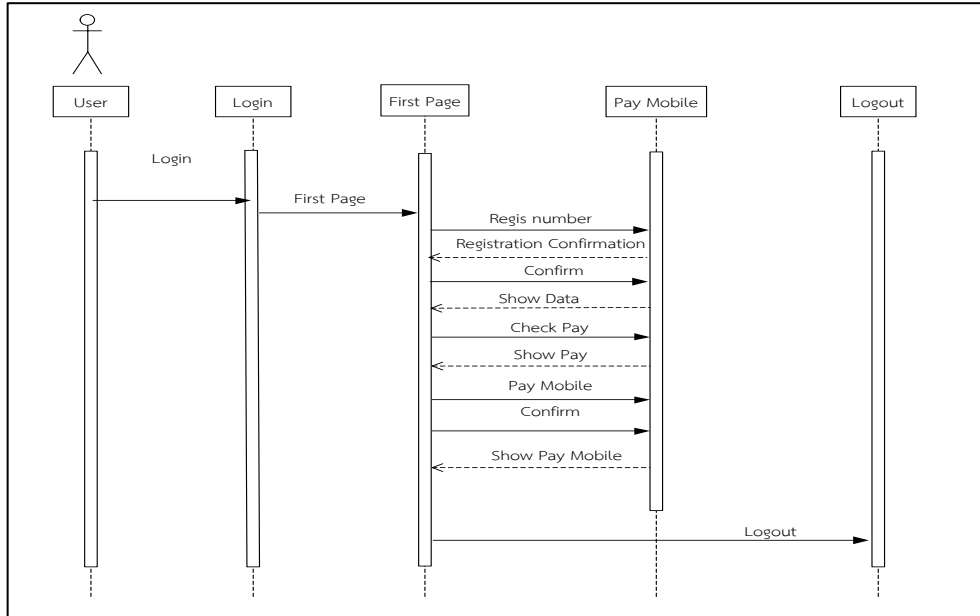 User
Login
First Page
Pay Mobile
Logout
Login
First Page
Regis number
Registration Confirmation
Confirm
Show Data
Check Pay
Show Pay
Pay Mobile
Confirm
Show Pay Mobile
Logout